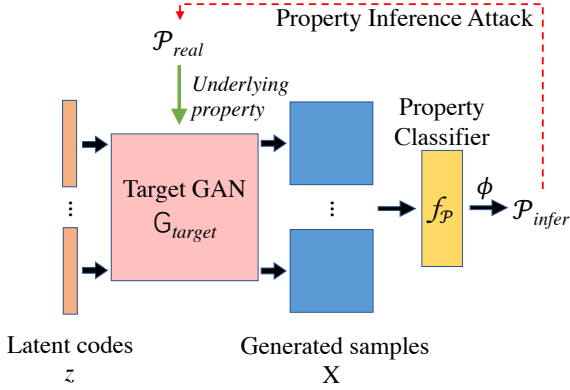 Property Inference Attack
𝒫real
Underlying
property
Property
Classifier
Target GAN
Gtarget
...
...
f𝒫
ϕ
𝒫infer
Latent codes
z
Generated samples
X